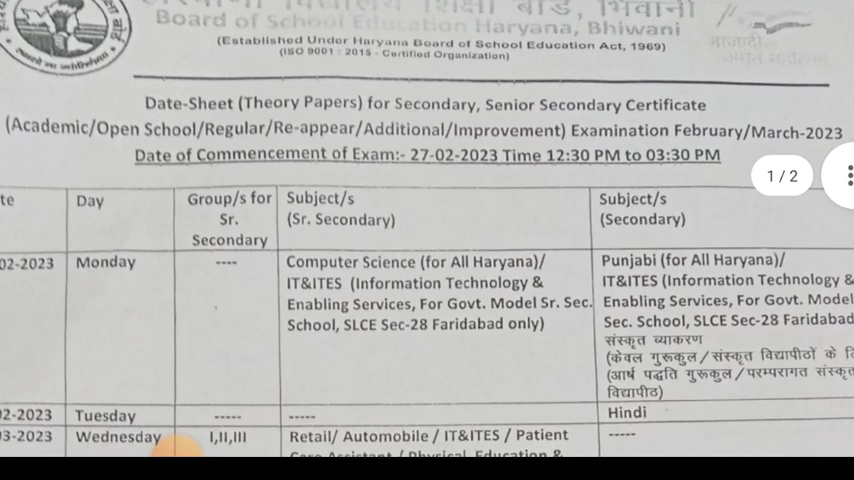 हरियाणा विद्यालय शिक्षा बोर्ड, भिवानी
Board of School Education Haryana, Bhiwani
(Established Under Haryana Board of School Education Act, 1969)
(ISO 9001 : 2015 - Certified Organization)
Date-Sheet (Theory Papers) for Secondary, Senior Secondary Certificate
(Academic/Open School/Regular/Re-appear/Additional/Improvement) Examination February/March-2023
Date of Commencement of Exam:- 27-02-2023 Time 12:30 PM to 03:30 PM
1 / 2
te Day Group/s for Subject/s Subject/s
Sr. (Sr. Secondary) (Secondary)
Secondary
02-2023 Monday ---- Computer Science (for All Haryana)/ Punjabi (for All Haryana)/
IT&ITES (Information Technology & IT&ITES (Information Technology &
Enabling Services, For Govt. Model Sr. Sec. Enabling Services, For Govt. Model
School, SLCE Sec-28 Faridabad only) Sec. School, SLCE Sec-28 Faridabad
संस्कृत व्याकरण
(केवल गुरूकुल/संस्कृत विद्यापीठों के
(आर्ष पद्धति गुरूकुल/परम्परागत संस्कृत
विद्यापीठ)
02-2023 Tuesday ----- ----- Hindi
03-2023 Wednesday I,II,III Retail/ Automobile / IT&ITES / Patient -----
Care Assistant / Physical Education &